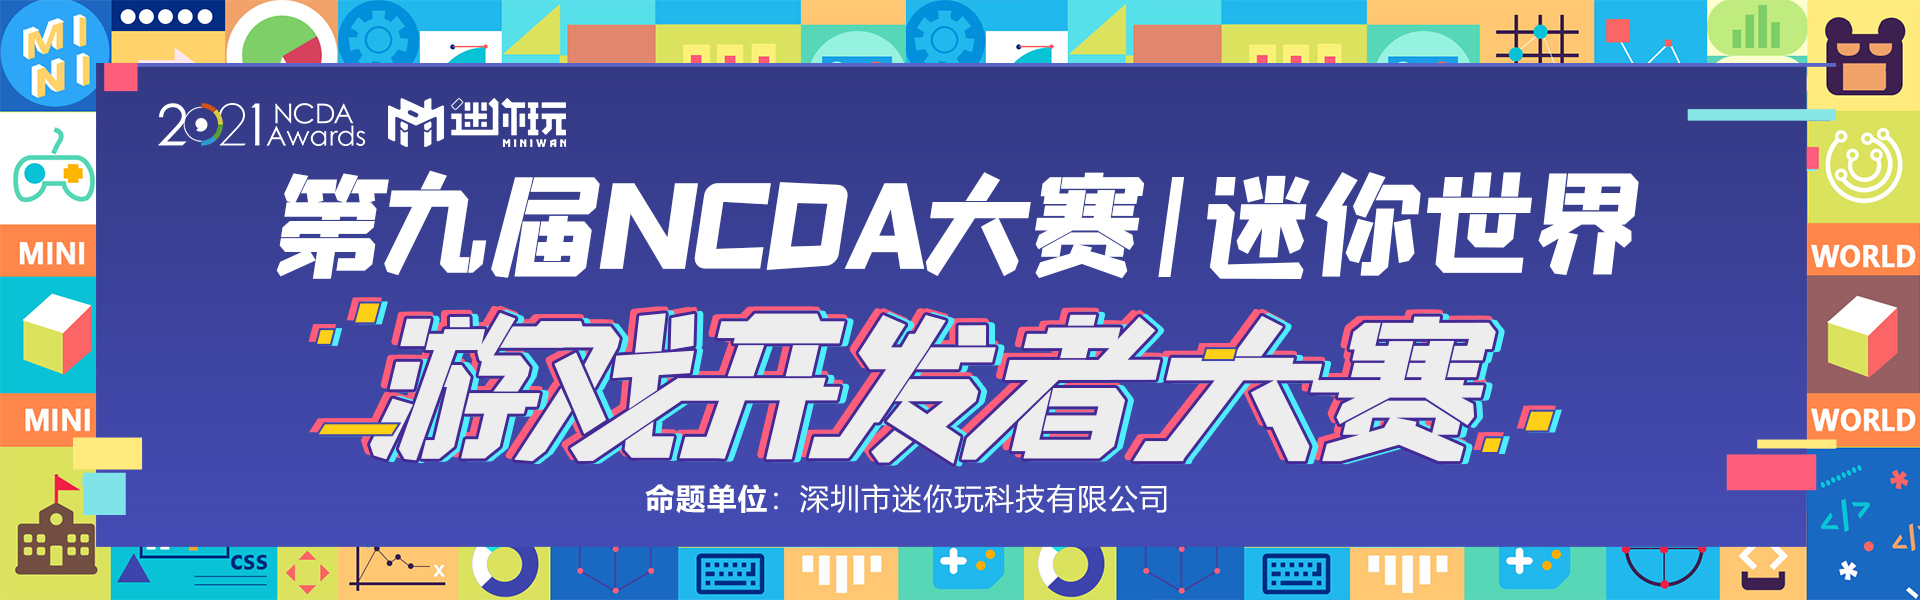 MINI
2021 NCDA Awards
迷你玩
MINIWAN
第九届NCDA大赛|迷你世界
游戏开发者大赛
命题单位：深圳市迷你玩科技有限公司
MINI
MINI
WORLD
WORLD
CSS
X